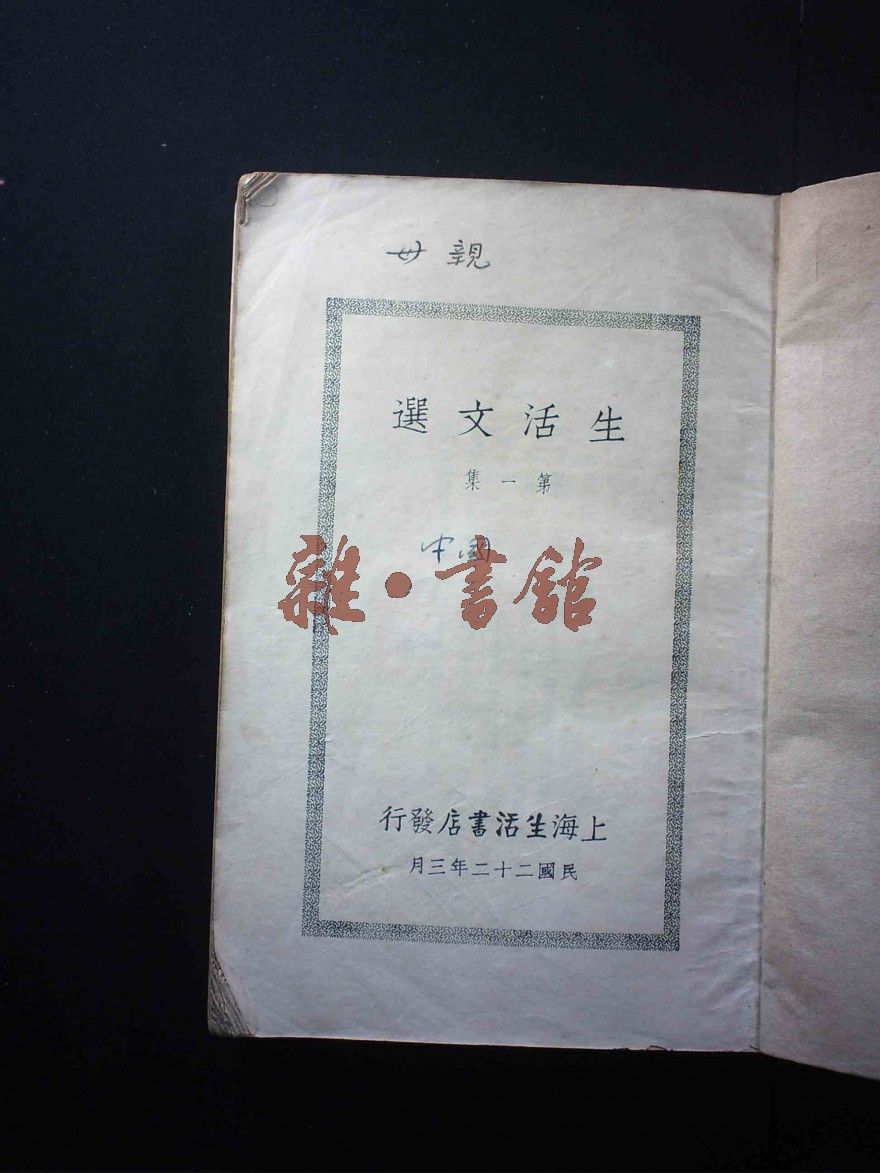 母親
生活文選
第一集
中國
雜·書館
上海生活書店發行
民國二十二年三月